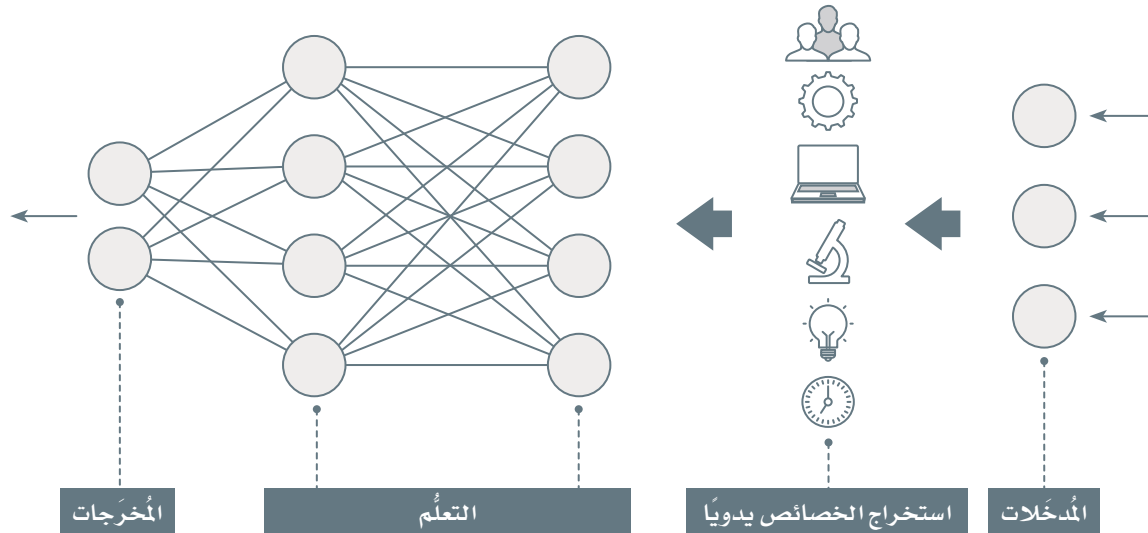 المُدخَلات
استخراج الخصائص يدويًا
التعلُّم
المُخرَجات